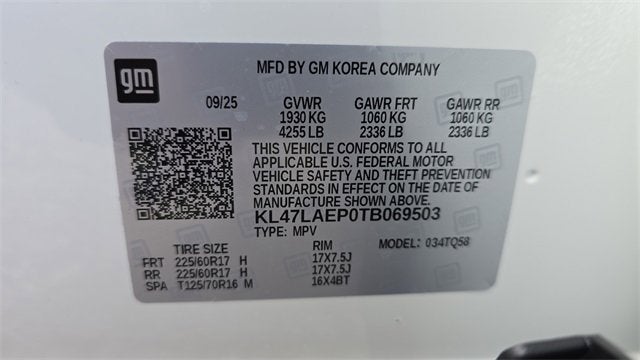 gm
MFD BY GM KOREA COMPANY
09/25 GVWR GAWR FRT GAWR RR
1930 KG 1060 KG 1060 KG
4255 LB 2336 LB 2336 LB
THIS VEHICLE CONFORMS TO ALL
APPLICABLE U.S. FEDERAL MOTOR
VEHICLE SAFETY AND THEFT PREVENTION
STANDARDS IN EFFECT ON THE DATE OF
MANUFACTURE SHOWN ABOVE.
KL47LAEP0TB069503
TYPE: MPV MODEL: 034TQ58
TIRE SIZE RIM
FRT 225/60R17 H 17X7.5J
RR 225/60R17 H 17X7.5J
SPA T125/70R16 M 16X4BT